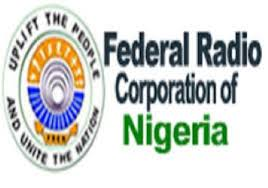 UPLIFT THE PEOPLE
AND UNITE THE NATION
Federal Radio
Corporation of
Nigeria